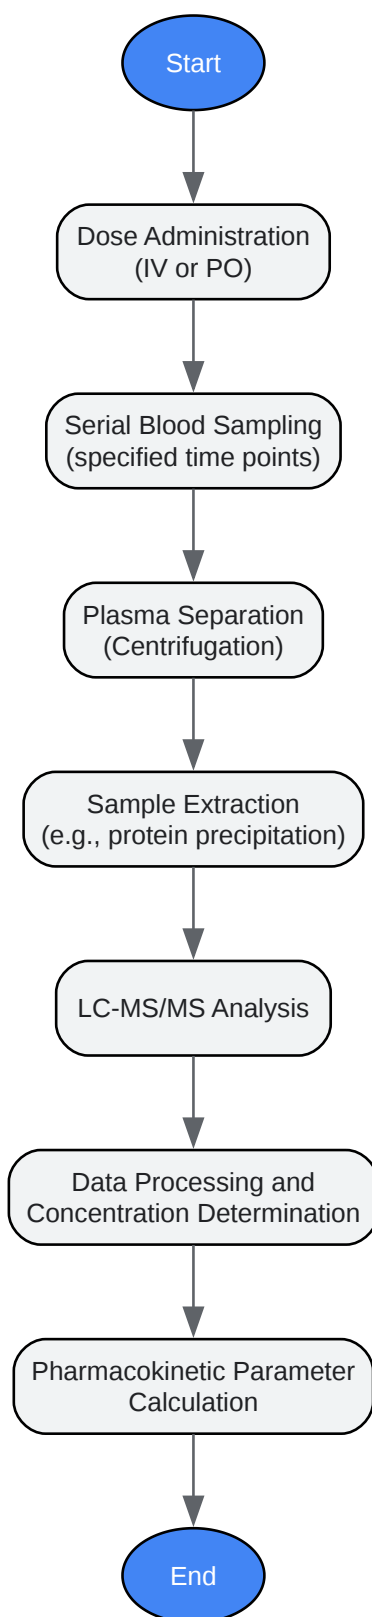 Start
Dose Administration
(IV or PO)
Serial Blood Sampling
(specified time points)
Plasma Separation
(Centrifugation)
Sample Extraction
(e.g., protein precipitation)
LC-MS/MS Analysis
Data Processing and
Concentration Determination
Pharmacokinetic Parameter
Calculation
End